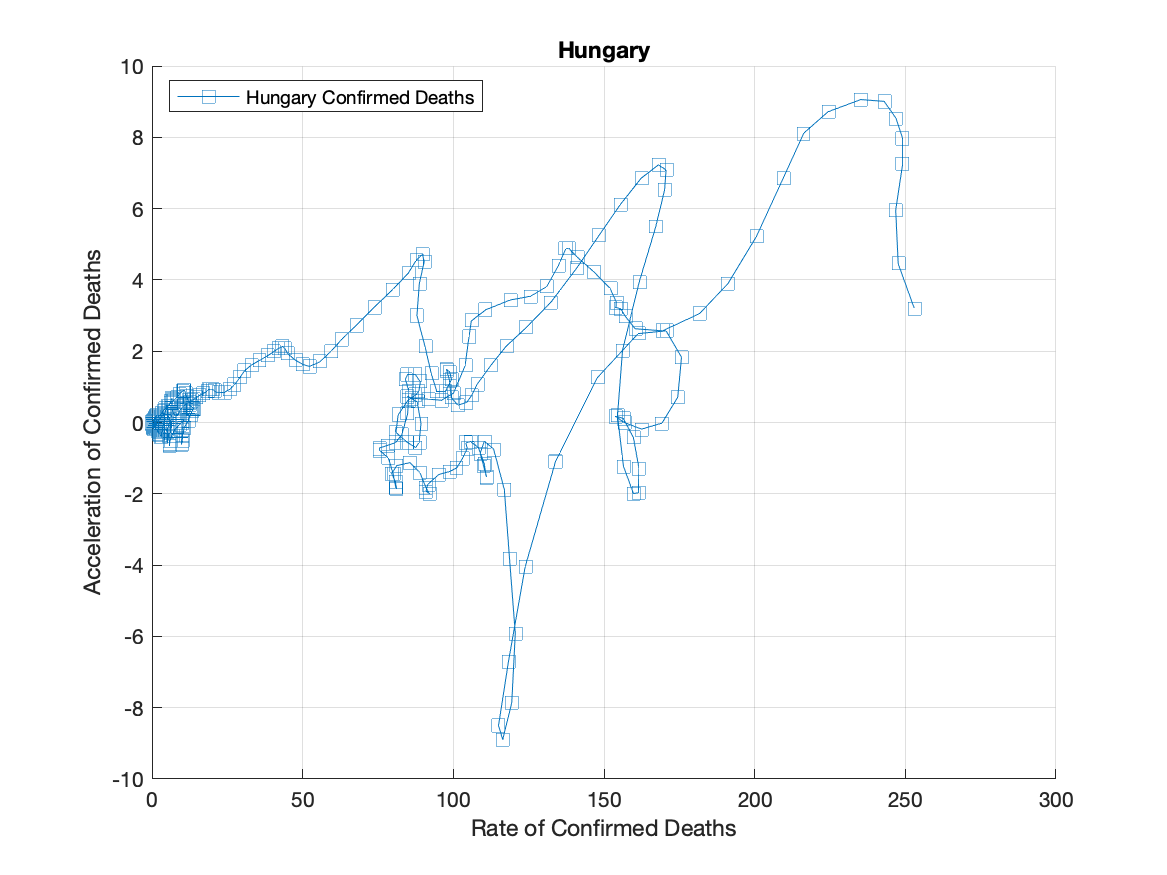 Hungary
Hungary Confirmed Deaths
10
8
6
4
2
0
-2
-4
-6
-8
-10
Acceleration of Confirmed Deaths
0 50 100 150 200 250 300
Rate of Confirmed Deaths